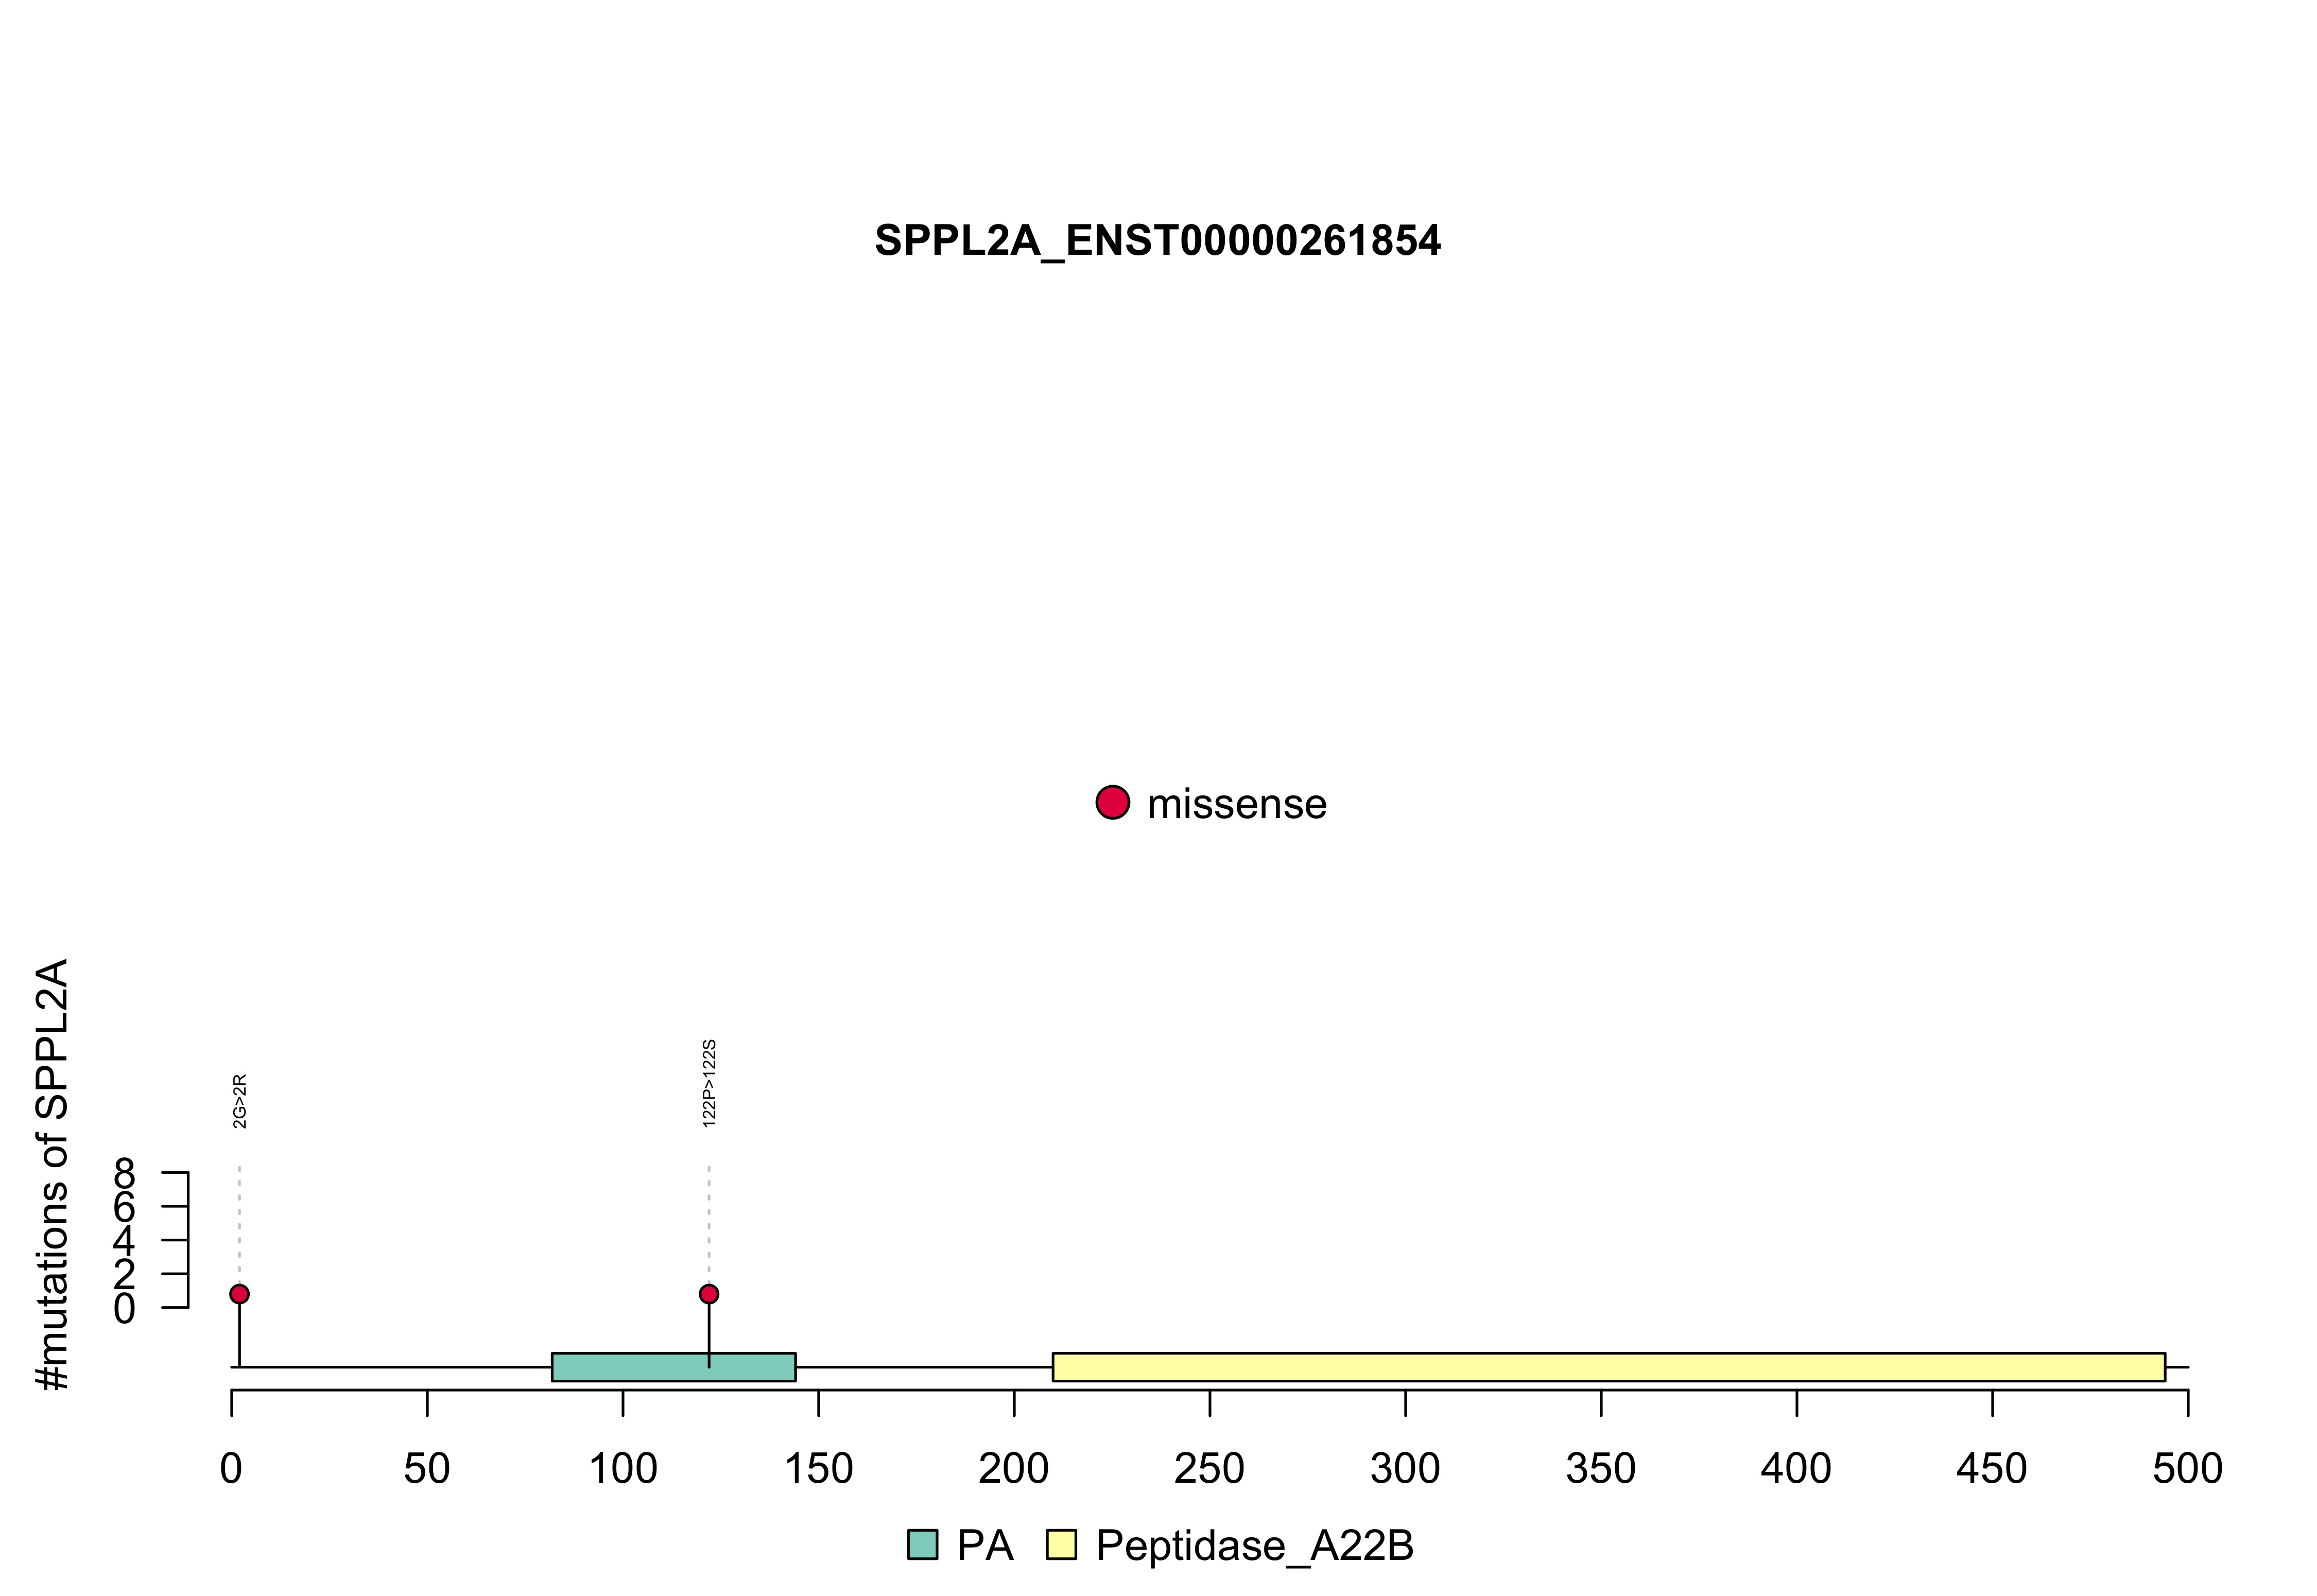 SPPL2A_ENST00000261854
missense
#mutations of SPPL2A
2G>2R
122P>122S
8
6
4
2
0
0 50 100 150 200 250 300 350 400 450 500
PA Peptidase_A22B